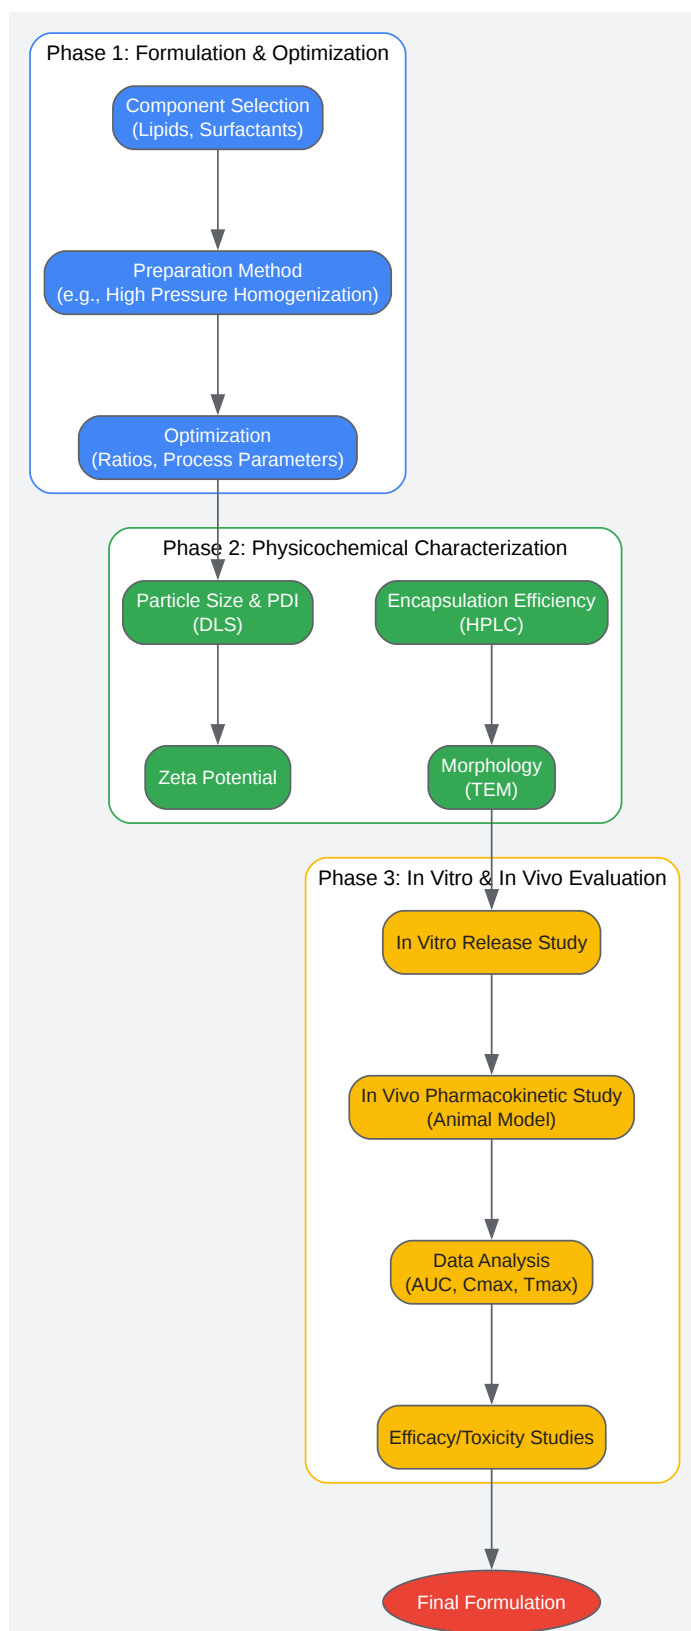 Phase 1: Formulation & Optimization
Component Selection
(Lipids, Surfactants)
Preparation Method
(e.g., High Pressure Homogenization)
Optimization
(Ratios, Process Parameters)
Phase 2: Physicochemical Characterization
Particle Size & PDI
(DLS)
Encapsulation Efficiency
(HPLC)
Zeta Potential
Morphology
(TEM)
Phase 3: In Vitro & In Vivo Evaluation
In Vitro Release Study
In Vivo Pharmacokinetic Study
(Animal Model)
Data Analysis
(AUC, Cmax, Tmax)
Efficacy/Toxicity Studies
Final Formulation